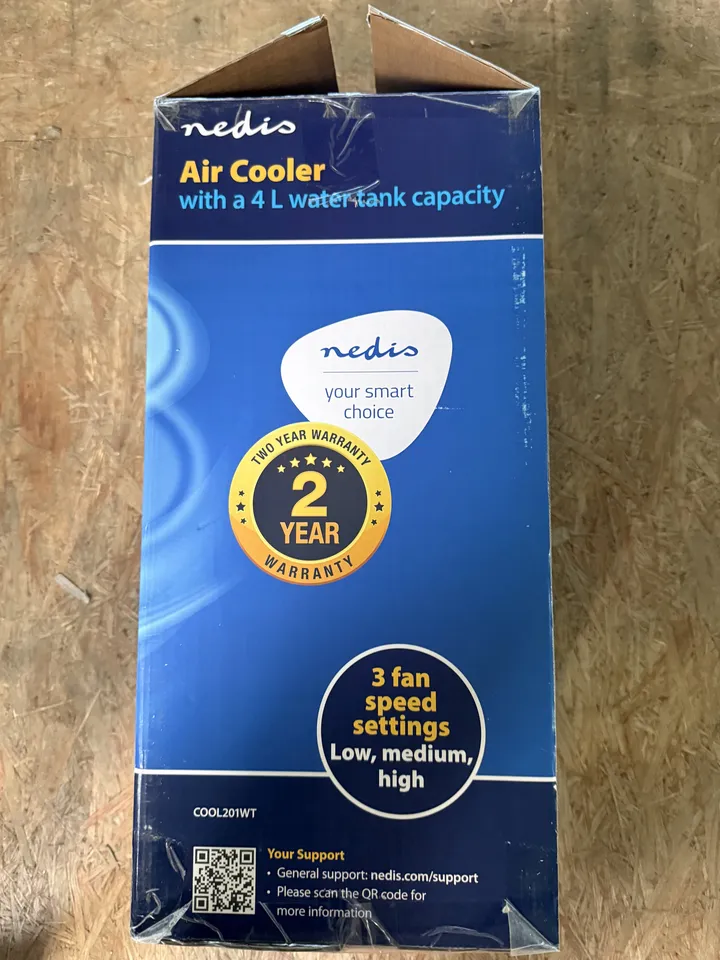 nedis
Air Cooler
with a 4 L water tank capacity
nedis
your smart
choice
TWO YEAR WARRANTY
2
YEAR
WARRANTY
3 fan
speed
settings
Low, medium,
high
COOL201WT
Your Support
• General support: nedis.com/support
• Please scan the QR code for
more information